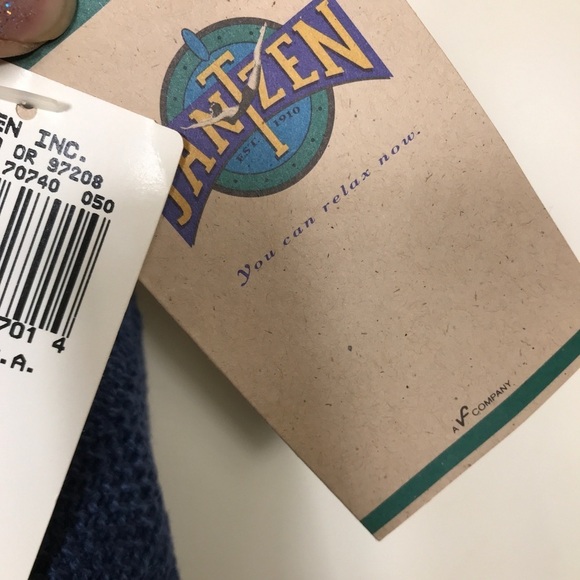 JANTZEN
EST. 1910
You can relax now.
A VF COMPANY
EN INC.
OR 97208
70740 050
701 4
.A.